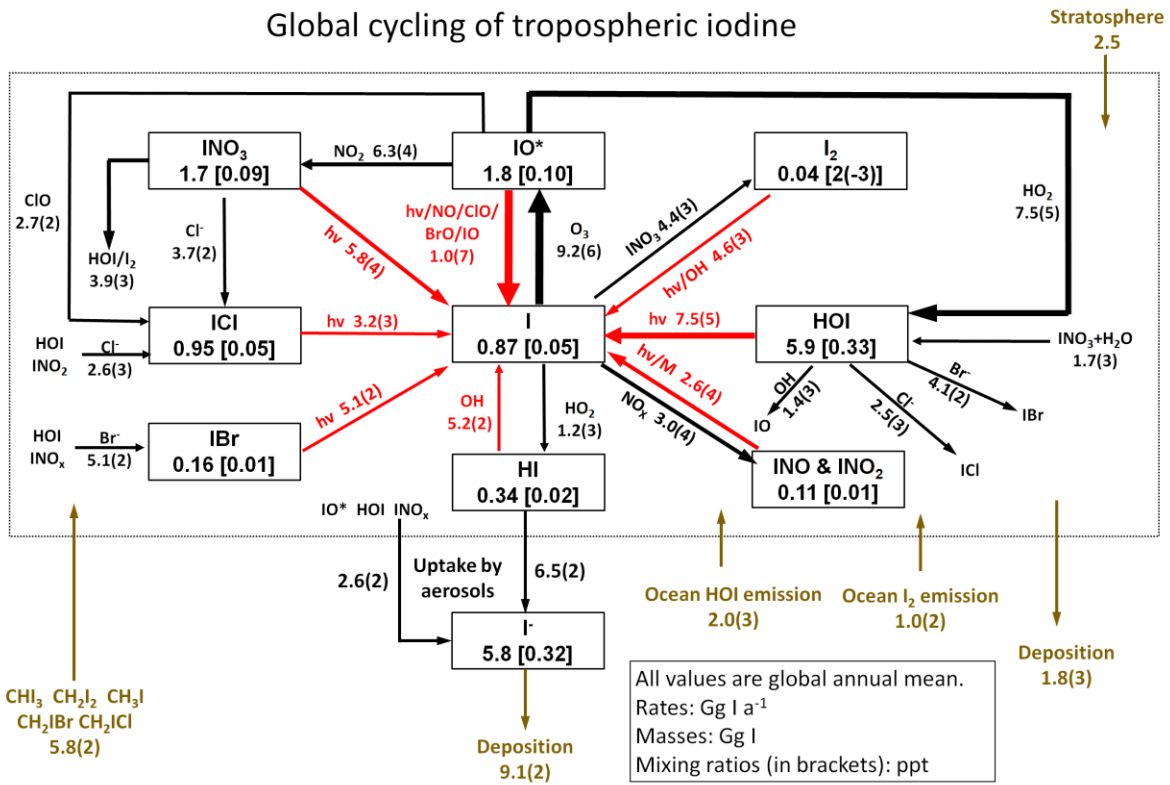 Global cycling of tropospheric iodine
Stratosphere
2.5
INO₃
1.7 [0.09]
NO₂ 6.3(4)
IO*
1.8 [0.10]
I₂
0.04 [2(-3)]
HO₂
7.5(5)
ClO
2.7(2)
HOI/I₂
3.9(3)
Cl⁻
3.7(2)
hv 5.8(4)
hv/NO/ClO/
BrO/IO
1.0(7)
O₃
9.2(6)
INO₃ 4.4(3)
hv/OH 4.6(3)
HOI
INO₂
Cl⁻
2.6(3)
ICl
0.95 [0.05]
hv 3.2(3)
I
0.87 [0.05]
hv 7.5(5)
HOI
5.9 [0.33]
INO₃+H₂O
1.7(3)
hv/M 2.6(4)
NOₓ 3.0(4)
OH
1.4(3)
IO
Cl⁻
2.5(3)
ICl
Br⁻
4.1(2)
IBr
HOI
INOₓ
Br⁻
5.1(2)
IBr
0.16 [0.01]
hv 5.1(2)
OH
5.2(2)
HO₂
1.2(3)
HI
0.34 [0.02]
INO & INO₂
0.11 [0.01]
IO* HOI INOₓ
2.6(2)
Uptake by
aerosols
6.5(2)
I⁻
5.8 [0.32]
Ocean HOI emission
2.0(3)
Ocean I₂ emission
1.0(2)
Deposition
1.8(3)
CHI₃ CH₂I₂ CH₃I
CH₂IBr CH₂ICl
5.8(2)
Deposition
9.1(2)
All values are global annual mean.
Rates: Gg I a⁻¹
Masses: Gg I
Mixing ratios (in brackets): ppt